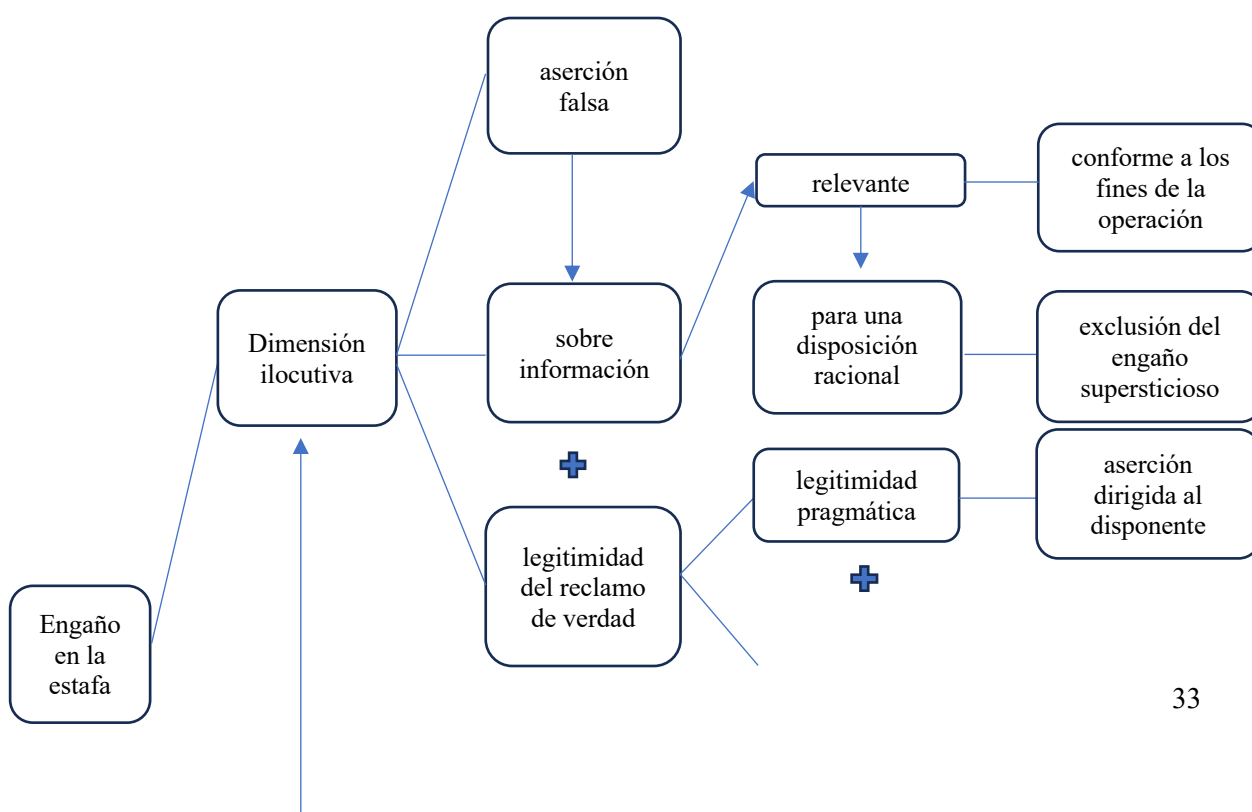 aserción
falsa
relevante
conforme a los
fines de la
operación
Dimensión
ilocutiva
sobre
información
para una
disposición
racional
exclusión del
engaño
supersticioso
legitimidad
pragmática
aserción
dirigida al
disponente
legitimidad
del reclamo
de verdad
Engaño
en la
estafa
33